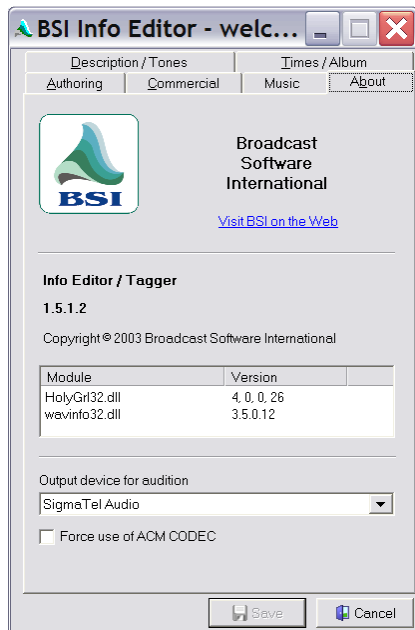 BSI Info Editor - welc...
Description / Tones
Times / Album
Authoring
Commercial
Music
About
BSI
Broadcast
Software
International
Visit BSI on the Web
Info Editor / Tagger
1.5.1.2
Copyright © 2003 Broadcast Software International
Module Version
HolyGrl32.dll 4, 0, 0, 26
wavinfo32.dll 3.5.0.12
Output device for audition
SigmaTel Audio
Force use of ACM CODEC
Save
Cancel